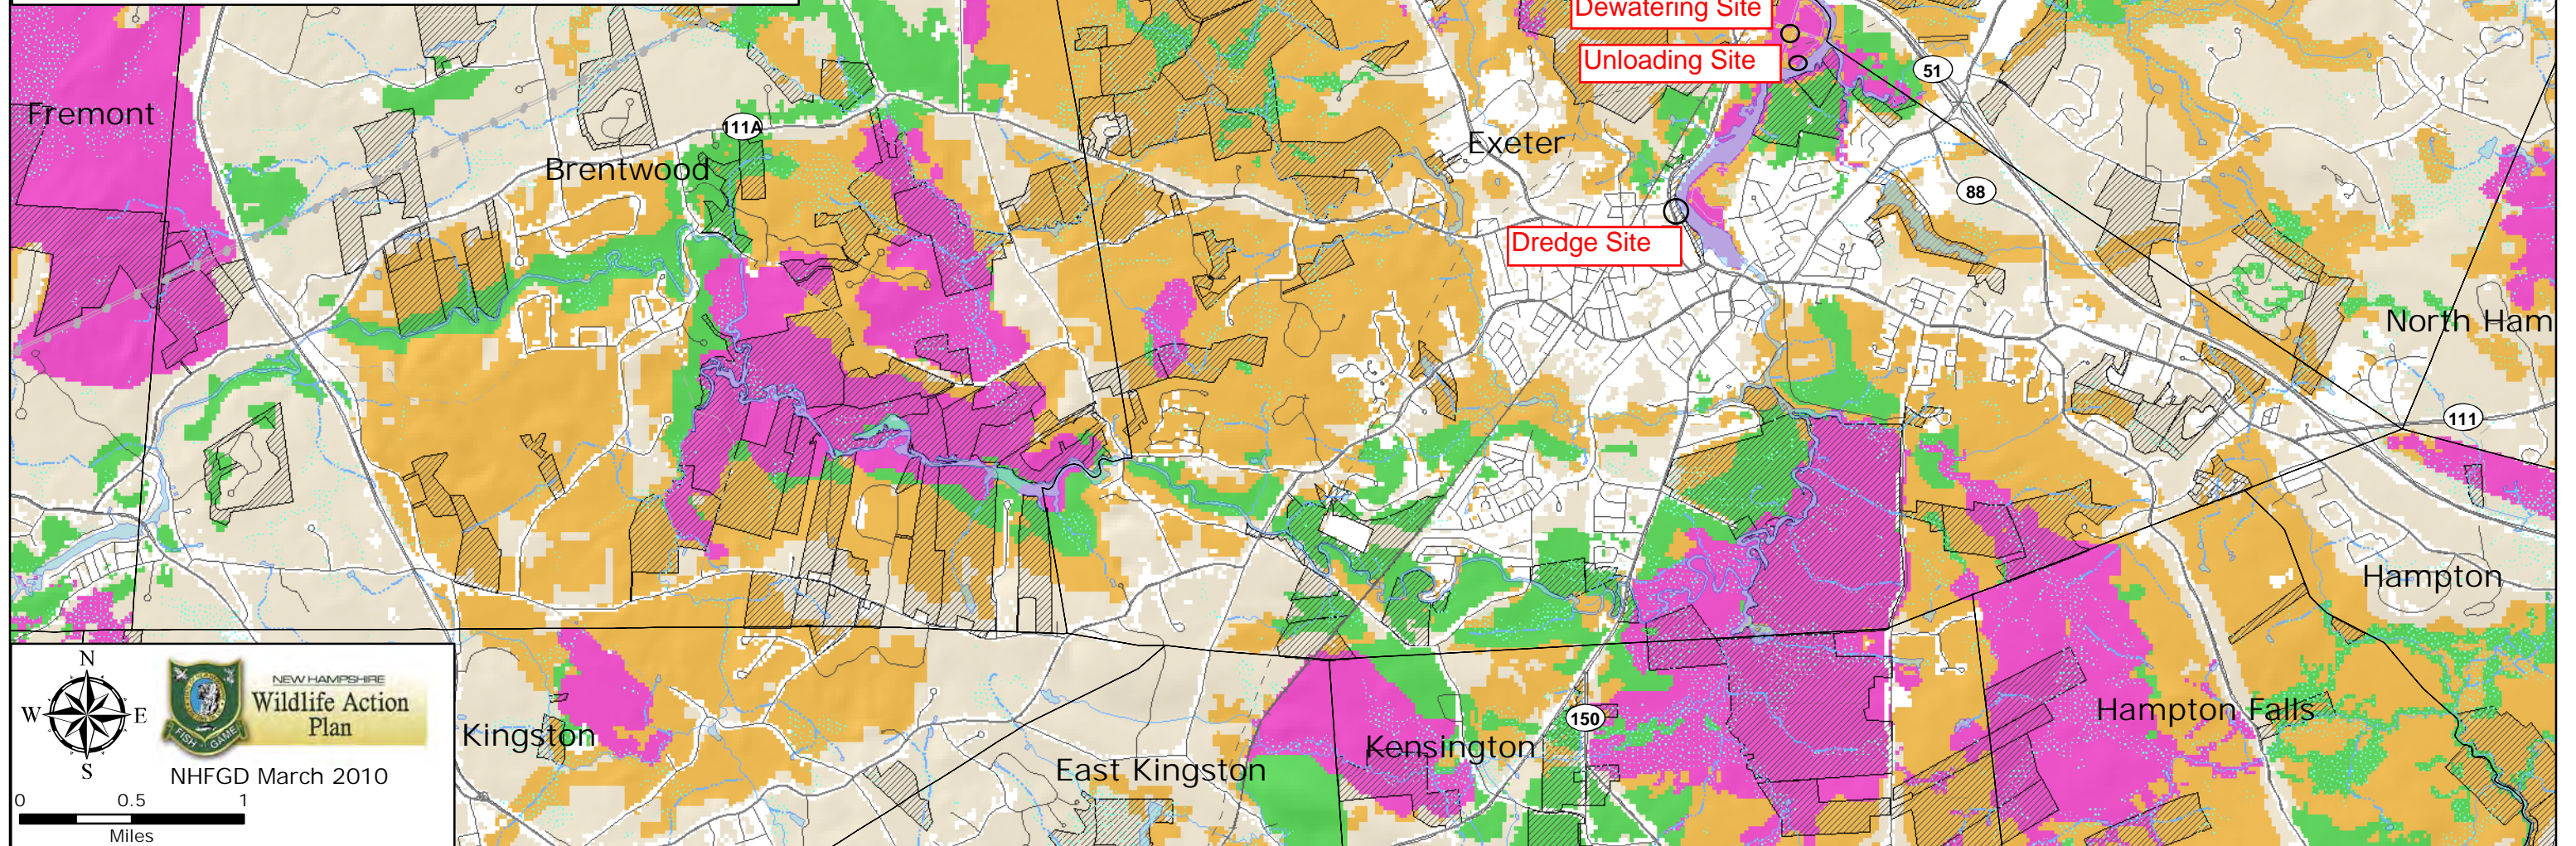 Dewatering Site
Unloading Site
51
Fremont
111A
Exeter
Brentwood
88
Dredge Site
North Ham
111
Hampton
N
W
E
S
NEW HAMPSHIRE
Wildlife Action
Plan
FISH
GAME
NHFGD March 2010
0
0.5
1
Miles
Kingston
East Kingston
Kensington
150
Hampton Falls